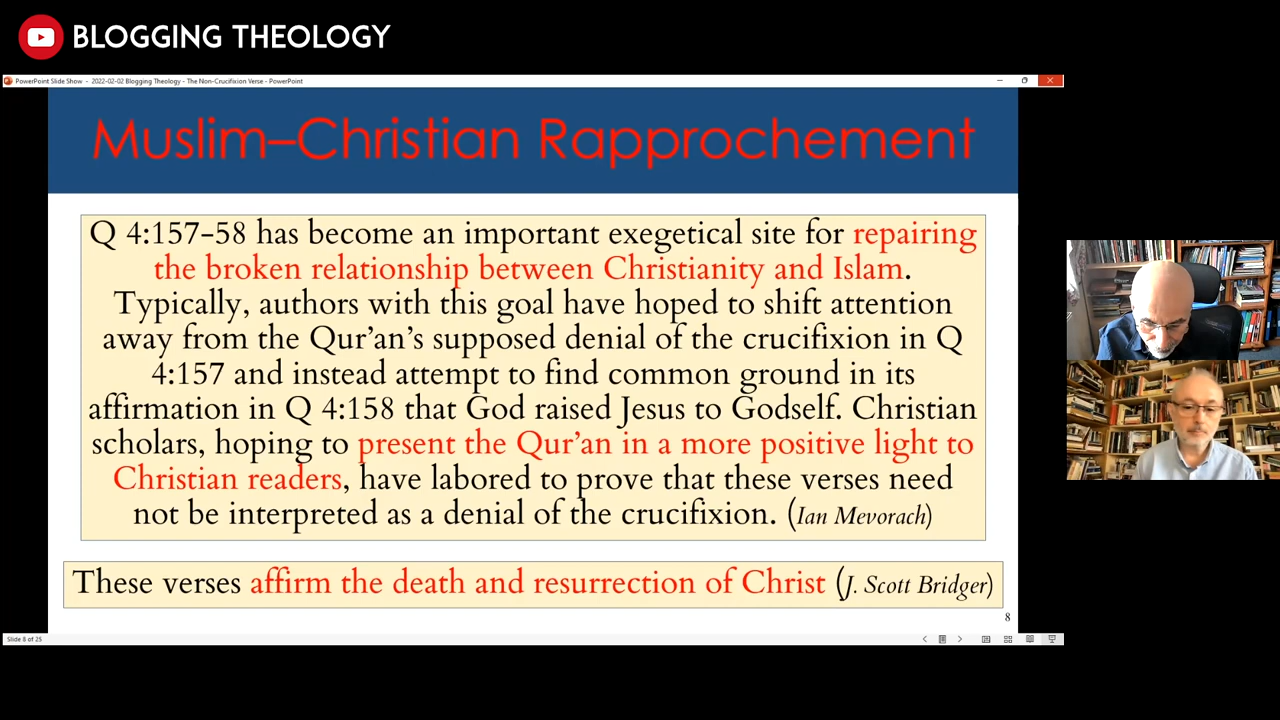 BLOGGING THEOLOGY
PowerPoint Slide Show - 2022-02-02 Blogging Theology - The Non-Crucifixion Verse - PowerPoint
Muslim–Christian Rapprochement
Q 4:157-58 has become an important exegetical site for repairing
the broken relationship between Christianity and Islam.
Typically, authors with this goal have hoped to shift attention
away from the Qur’an’s supposed denial of the crucifixion in Q
4:157 and instead attempt to find common ground in its
affirmation in Q 4:158 that God raised Jesus to Godself. Christian
scholars, hoping to present the Qur’an in a more positive light to
Christian readers, have labored to prove that these verses need
not be interpreted as a denial of the crucifixion. (Ian Mevorach)
These verses affirm the death and resurrection of Christ (J. Scott Bridger)
8
Slide 8 of 25